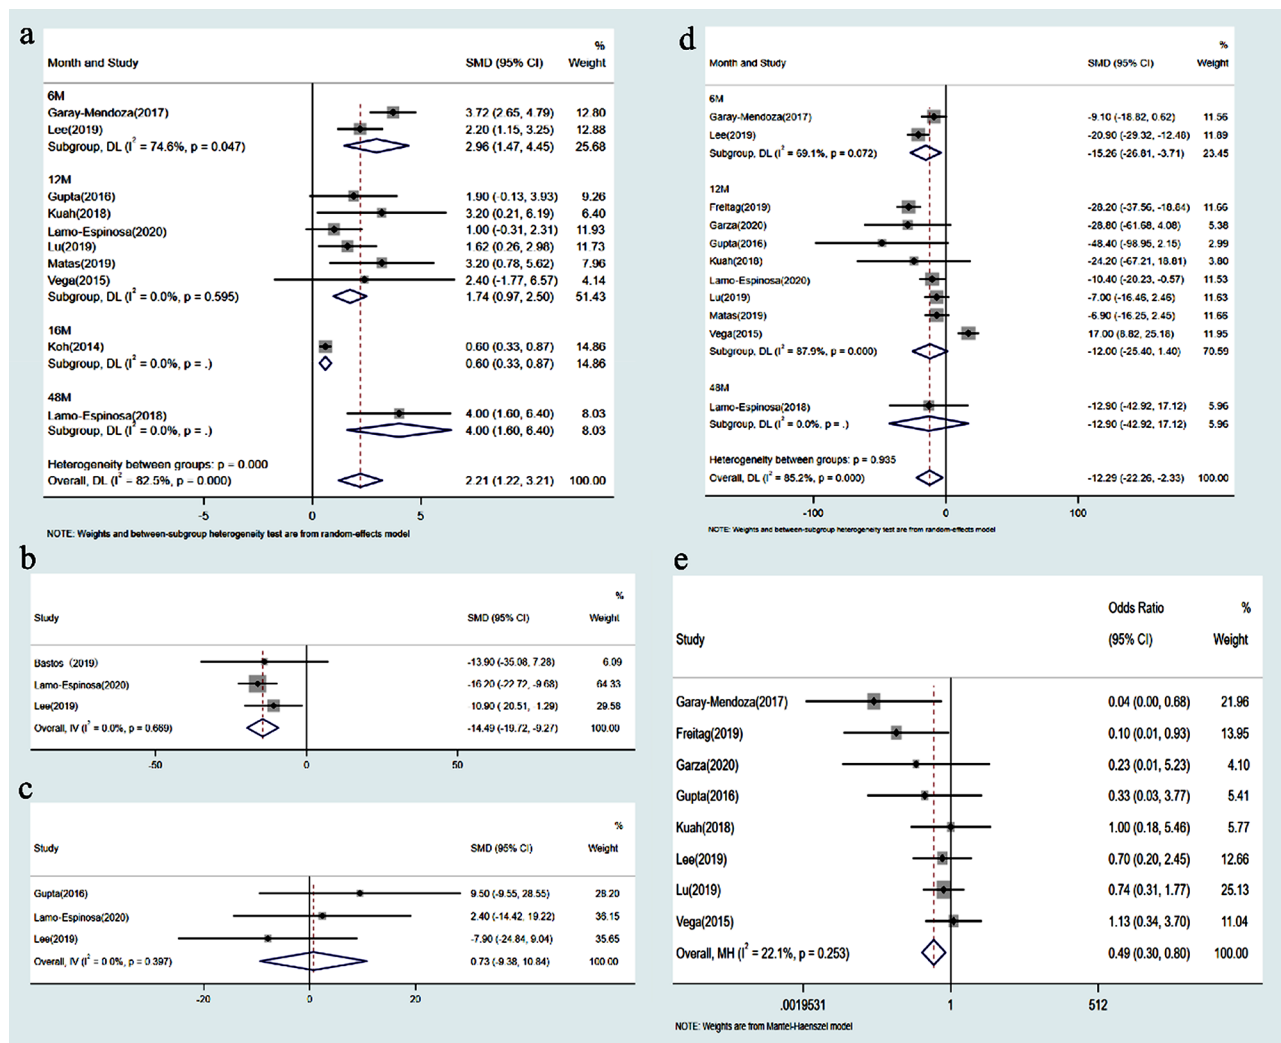 a
%
Month and Study SMD (95% CI) Weight
6M
Garay-Mendoza(2017) 3.72 (2.65, 4.79) 12.80
Lee(2019) 2.20 (1.15, 3.25) 12.88
Subgroup, DL (I² = 74.6%, p = 0.047) 2.96 (1.47, 4.45) 25.68
12M
Gupta(2016) 1.90 (-0.13, 3.93) 9.26
Kuah(2018) 3.20 (0.21, 6.19) 6.40
Lamo-Espinosa(2020) 1.00 (-0.31, 2.31) 11.93
Lu(2019) 1.62 (0.26, 2.98) 11.73
Matas(2019) 3.20 (0.78, 5.62) 7.96
Vega(2015) 2.40 (-1.77, 6.57) 4.14
Subgroup, DL (I² = 0.0%, p = 0.595) 1.74 (0.97, 2.50) 51.43
16M
Koh(2014) 0.60 (0.33, 0.87) 14.86
Subgroup, DL (I² = 0.0%, p = .) 0.60 (0.33, 0.87) 14.86
48M
Lamo-Espinosa(2018) 4.00 (1.60, 6.40) 8.03
Subgroup, DL (I² = 0.0%, p = .) 4.00 (1.60, 6.40) 8.03
Heterogeneity between groups: p = 0.000
Overall, DL (I² = 82.5%, p = 0.000) 2.21 (1.22, 3.21) 100.00
-5 0 5
NOTE: Weights and between-subgroup heterogeneity test are from random-effects model
b
%
Study SMD (95% CI) Weight
Bastos（2019） -13.90 (-35.08, 7.28) 6.09
Lamo-Espinosa(2020) -16.20 (-22.72, -9.68) 64.33
Lee(2019) 10.90 ( 20.51, 1.29) 29.58
Overall, IV (I² = 0.0%, p = 0.669) -14.49 (-19.72, -9.27) 100.00
-50 0 50
c
%
Study SMD (95% CI) Weight
Gupta(2016) 9.50 (-9.55, 28.55) 28.20
Lamo-Espinosa(2020) 2.40 (-14.42, 19.22) 36.15
Lee(2019) -7.90 (-24.84, 9.04) 35.65
Overall, IV (I² = 0.0%, p = 0.397) 0.73 (-9.38, 10.84) 100.00
-20 0 20
d
%
Month and Study SMD (95% CI) Weight
6M
Garay-Mendoza(2017) -9.10 (-18.82, 0.62) 11.56
Lee(2019) -20.90 (-29.32, -12.48) 11.89
Subgroup, DL (I² = 69.1%, p = 0.072) -15.26 (-26.81, -3.71) 23.45
12M
Freitag(2019) -28.20 (-37.56, -18.84) 11.66
Garza(2020) -28.80 (-61.68, 4.08) 5.38
Gupta(2016) -48.40 (-98.95, 2.15) 2.99
Kuah(2018) -24.20 (-67.21, 18.81) 3.80
Lamo-Espinosa(2020) -10.40 (-20.23, -0.57) 11.53
Lu(2019) -7.00 (-16.46, 2.46) 11.63
Matas(2019) -6.90 (-16.25, 2.45) 11.66
Vega(2015) 17.00 (8.82, 25.18) 11.95
Subgroup, DL (I² = 87.9%, p = 0.000) -12.00 (-25.40, 1.40) 70.59
48M
Lamo-Espinosa(2018) -12.90 (-42.92, 17.12) 5.96
Subgroup, DL (I² = 0.0%, p = .) -12.90 (-42.92, 17.12) 5.96
Heterogeneity between groups: p = 0.935
Overall, DL (I² = 85.2%, p = 0.000) -12.29 (-22.26, -2.33) 100.00
-100 0 100
NOTE: Weights and between-subgroup heterogeneity test are from random-effects model
e
Odds Ratio %
Study (95% CI) Weight
Garay-Mendoza(2017) 0.04 (0.00, 0.68) 21.96
Freitag(2019) 0.10 (0.01, 0.93) 13.95
Garza(2020) 0.23 (0.01, 5.23) 4.10
Gupta(2016) 0.33 (0.03, 3.77) 5.41
Kuah(2018) 1.00 (0.18, 5.46) 5.77
Lee(2019) 0.70 (0.20, 2.45) 12.66
Lu(2019) 0.74 (0.31, 1.77) 25.13
Vega(2015) 1.13 (0.34, 3.70) 11.04
Overall, MH (I² = 22.1%, p = 0.253) 0.49 (0.30, 0.80) 100.00
.0019531 1 512
NOTE: Weights are from Mantel-Haenszel model